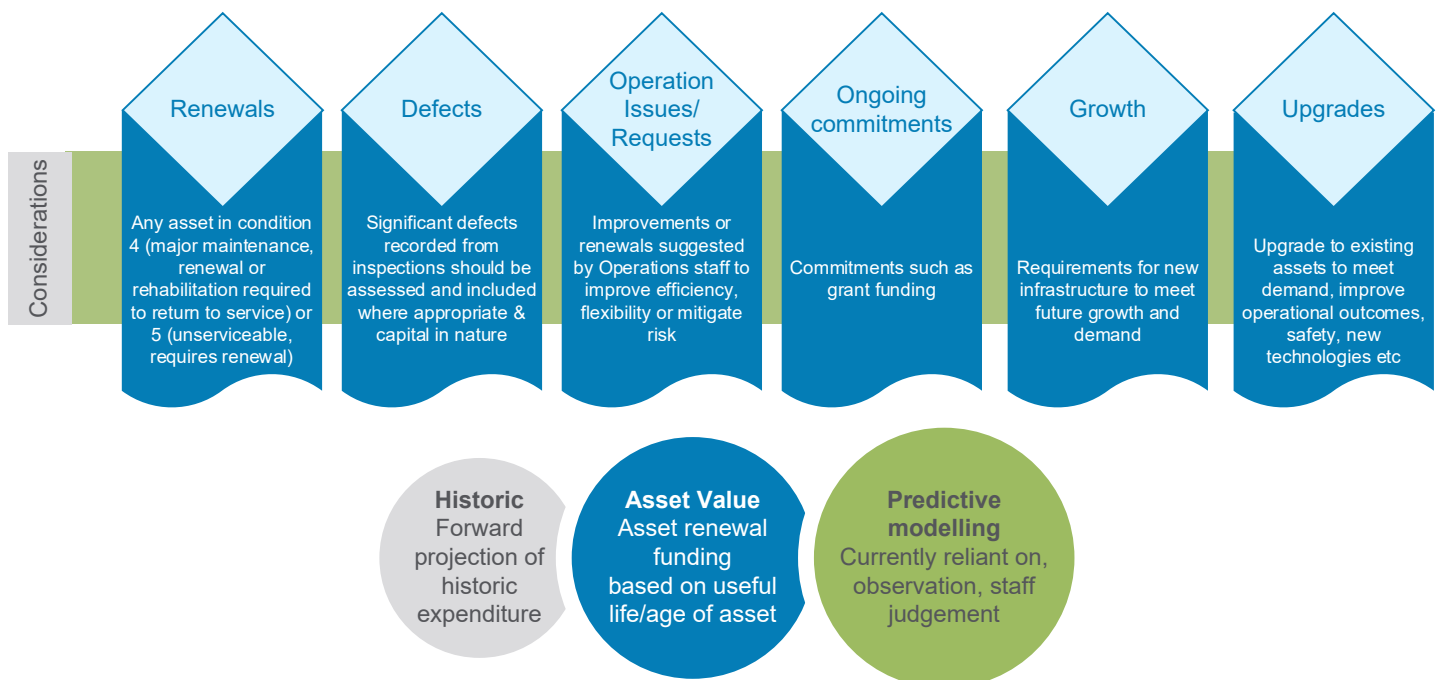 Considerations
Renewals
Any asset in condition
4 (major maintenance,
renewal or
rehabilitation required
to return to service) or
5 (unserviceable,
requires renewal)
Defects
Significant defects
recorded from
inspections should be
assessed and included
where appropriate &
capital in nature
Operation
Issues/
Requests
Improvements or
renewals suggested
by Operations staff to
improve efficiency,
flexibility or mitigate
risk
Ongoing
commitments
Commitments such as
grant funding
Growth
Requirements for new
infrastructure to meet
future growth and
demand
Upgrades
Upgrade to existing
assets to meet
demand, improve
operational outcomes,
safety, new
technologies etc
Historic
Forward
projection of
historic
expenditure
Asset Value
Asset renewal
funding
based on useful
life/age of asset
Predictive
modelling
Currently reliant on,
observation, staff
judgement